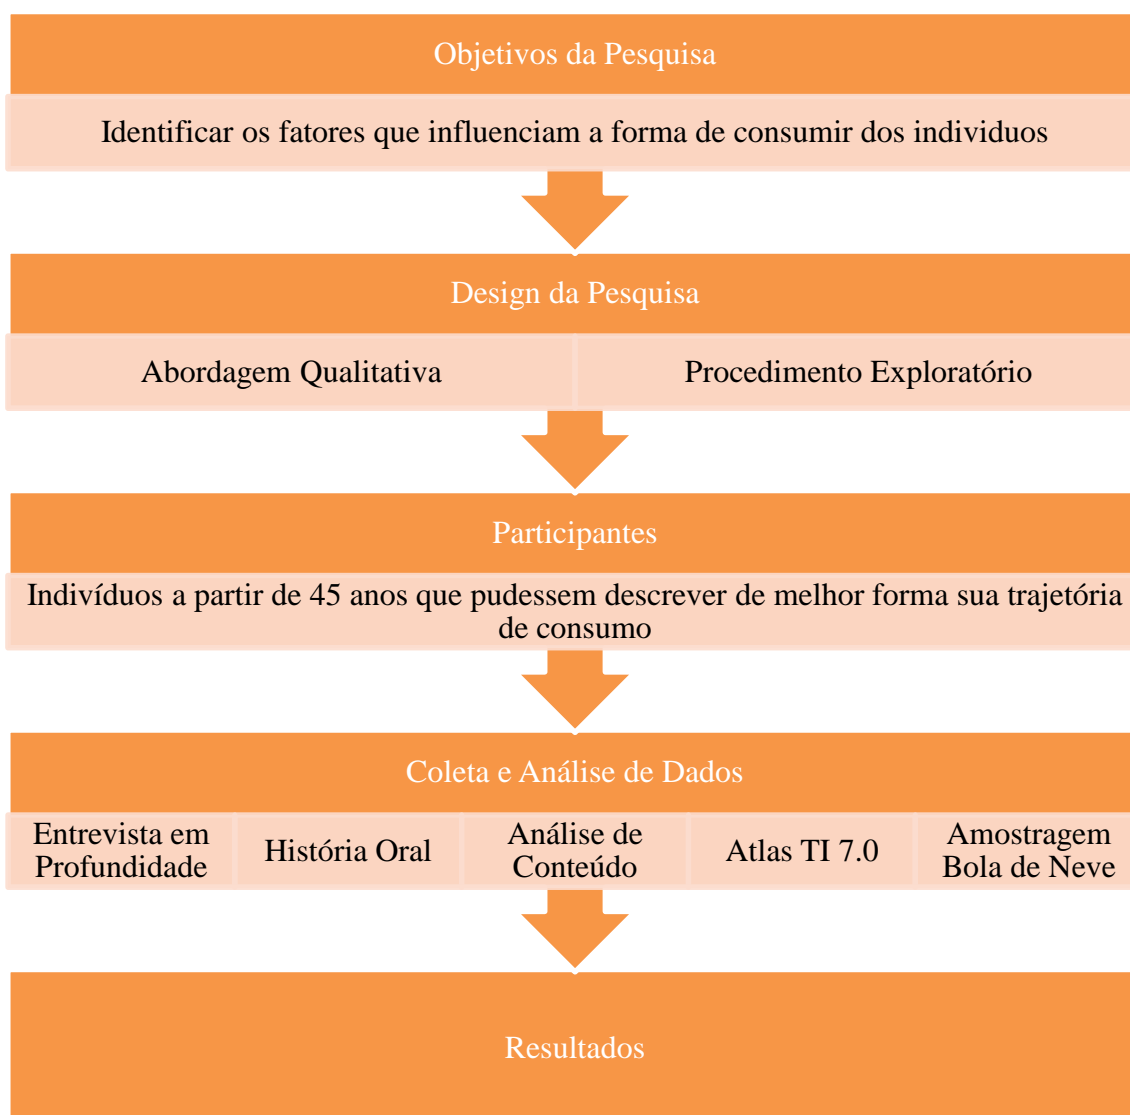 Objetivos da Pesquisa
Identificar os fatores que influenciam a forma de consumir dos individuos
Design da Pesquisa
Abordagem Qualitativa
Procedimento Exploratório
Participantes
Indivíduos a partir de 45 anos que pudessem descrever de melhor forma sua trajetória
de consumo
Coleta e Análise de Dados
Entrevista em
Profundidade
História Oral
Análise de
Conteúdo
Atlas TI 7.0
Amostragem
Bola de Neve
Resultados